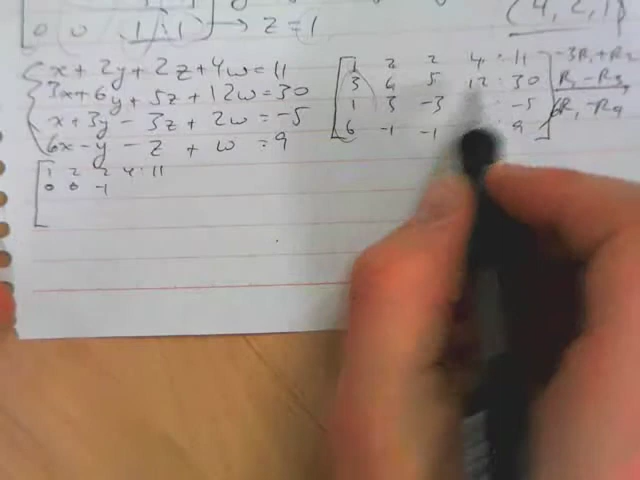 0 0 1 : 1 ] → z = 1
(4, 2, 1)
x + 2y + 2z + 4w = 11
3x + 6y + 5z + 12w = 30
x + 3y - 3z + 2w = -5
6x - y - z + w = 9
1 2 2 4 : 11 -3R1 + R2
3 6 5 12 : 30 R1 - R3
1 3 -3 : -5 6R1 - R4
6 -1 -1 : 9
1 2 2 4 : 11
0 0 -1